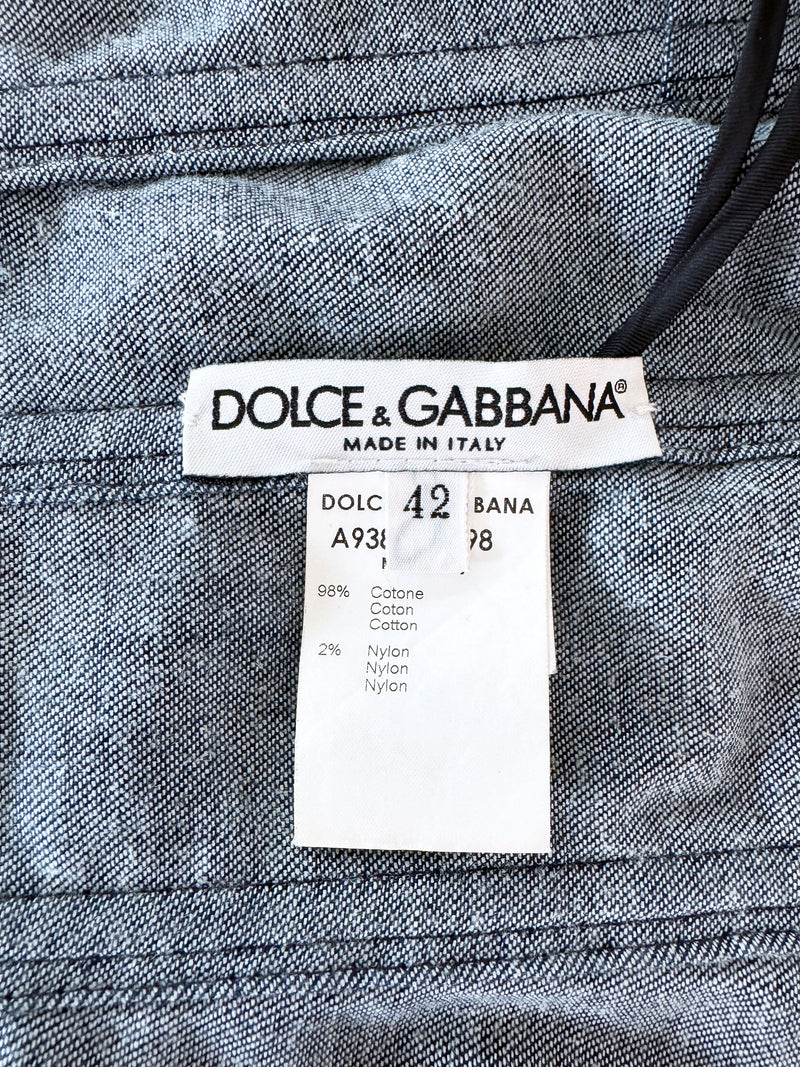 DOLCE & GABBANA®
MADE IN ITALY
42
DOLC BANA
A938 98
98% Cotone
Coton
Cotton
2% Nylon
Nylon
Nylon